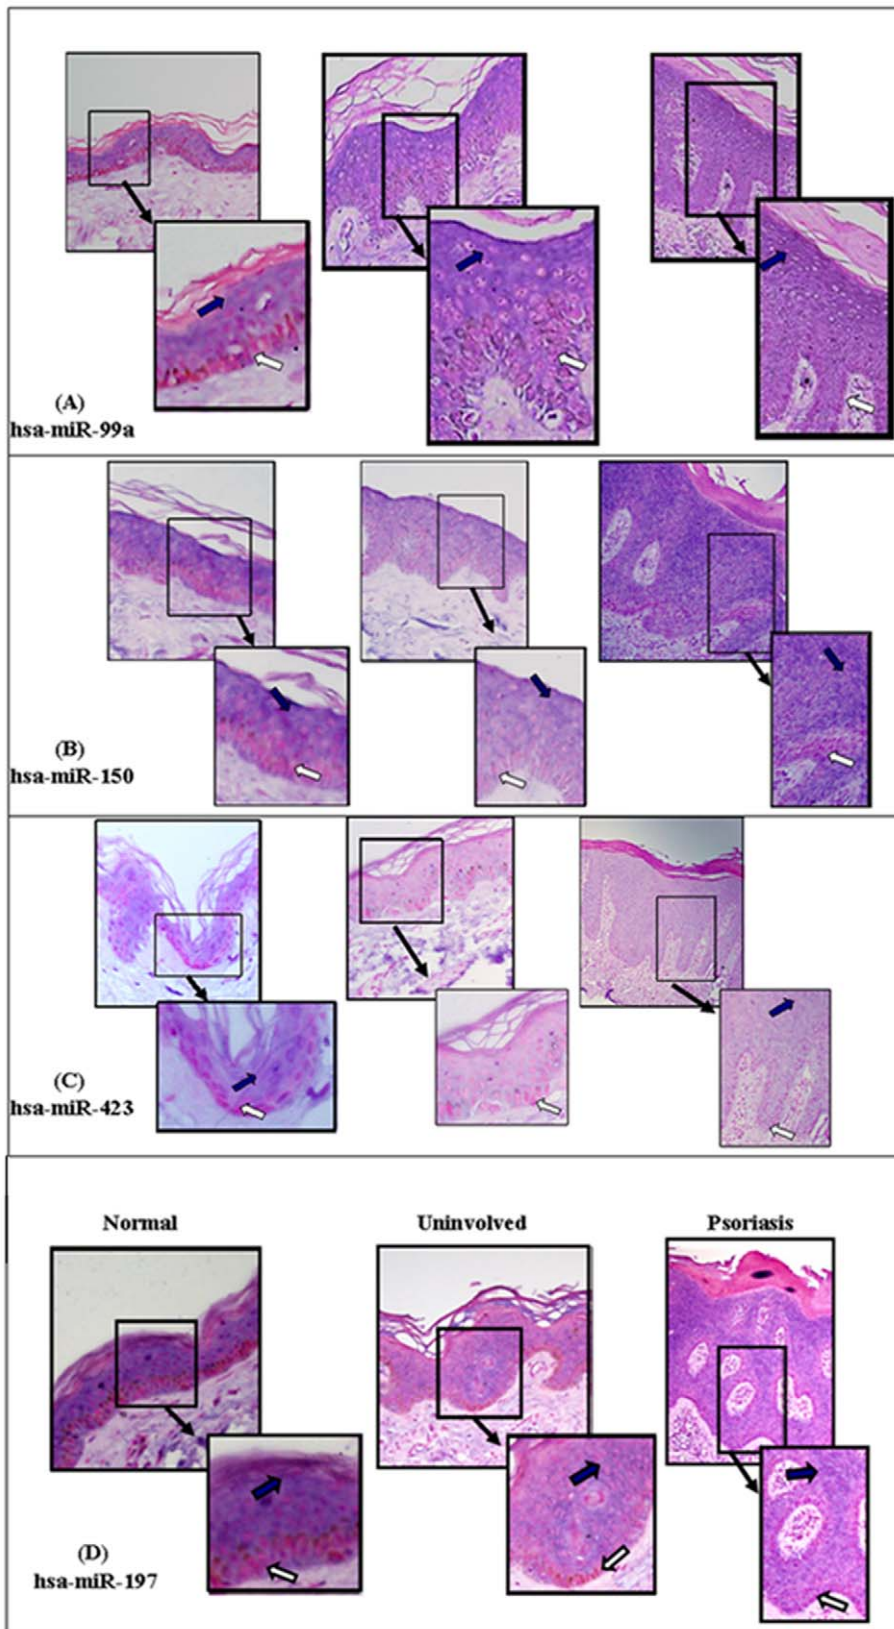 (A)
hsa-miR-99a
(B)
hsa-miR-150
(C)
hsa-miR-423
Normal Uninvolved Psoriasis
(D)
hsa-miR-197